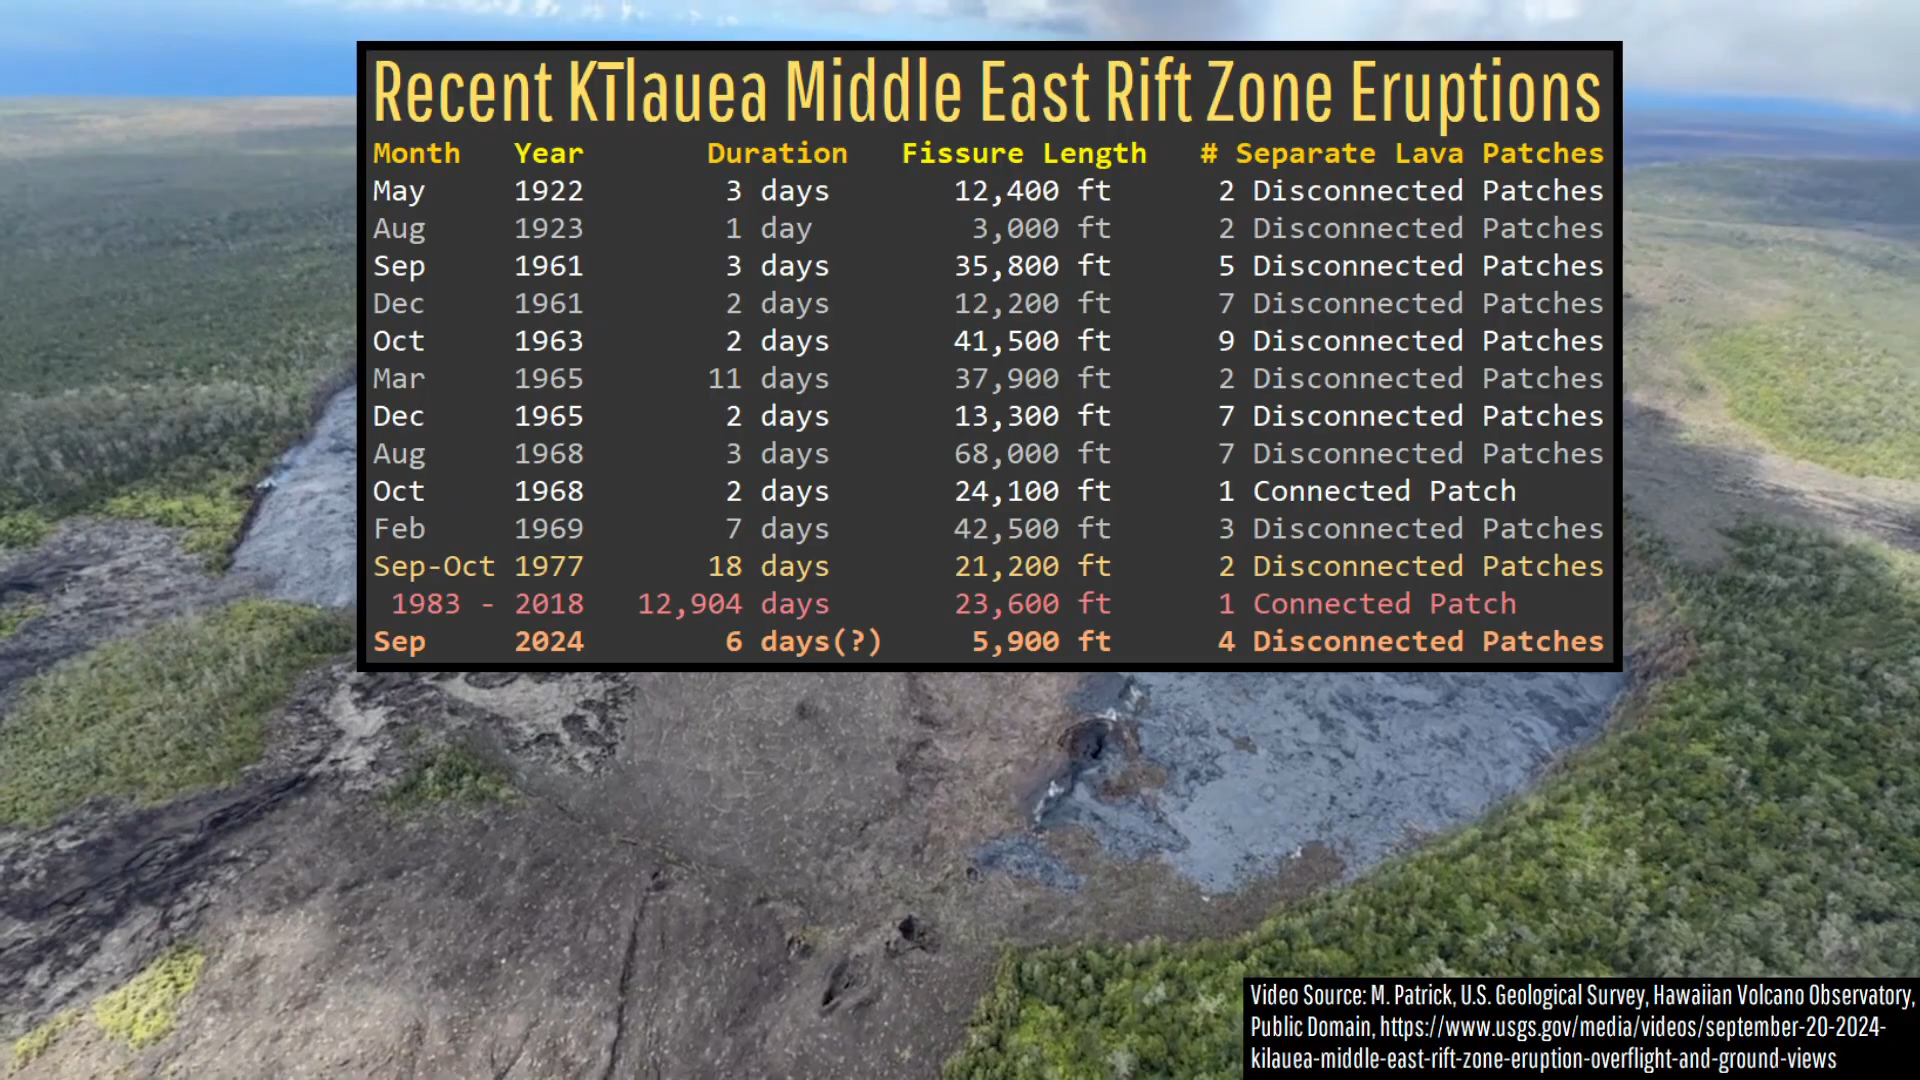 Recent Kīlauea Middle East Rift Zone Eruptions
Month Year Duration Fissure Length # Separate Lava Patches
May 1922 3 days 12,400 ft 2 Disconnected Patches
Aug 1923 1 day 3,000 ft 2 Disconnected Patches
Sep 1961 3 days 35,800 ft 5 Disconnected Patches
Dec 1961 2 days 12,200 ft 7 Disconnected Patches
Oct 1963 2 days 41,500 ft 9 Disconnected Patches
Mar 1965 11 days 37,900 ft 2 Disconnected Patches
Dec 1965 2 days 13,300 ft 7 Disconnected Patches
Aug 1968 3 days 68,000 ft 7 Disconnected Patches
Oct 1968 2 days 24,100 ft 1 Connected Patch
Feb 1969 7 days 42,500 ft 3 Disconnected Patches
Sep-Oct 1977 18 days 21,200 ft 2 Disconnected Patches
1983 - 2018 12,904 days 23,600 ft 1 Connected Patch
Sep 2024 6 days(?) 5,900 ft 4 Disconnected Patches
Video Source: M. Patrick, U.S. Geological Survey, Hawaiian Volcano Observatory,
Public Domain, https://www.usgs.gov/media/videos/september-20-2024-
kilauea-middle-east-rift-zone-eruption-overflight-and-ground-views